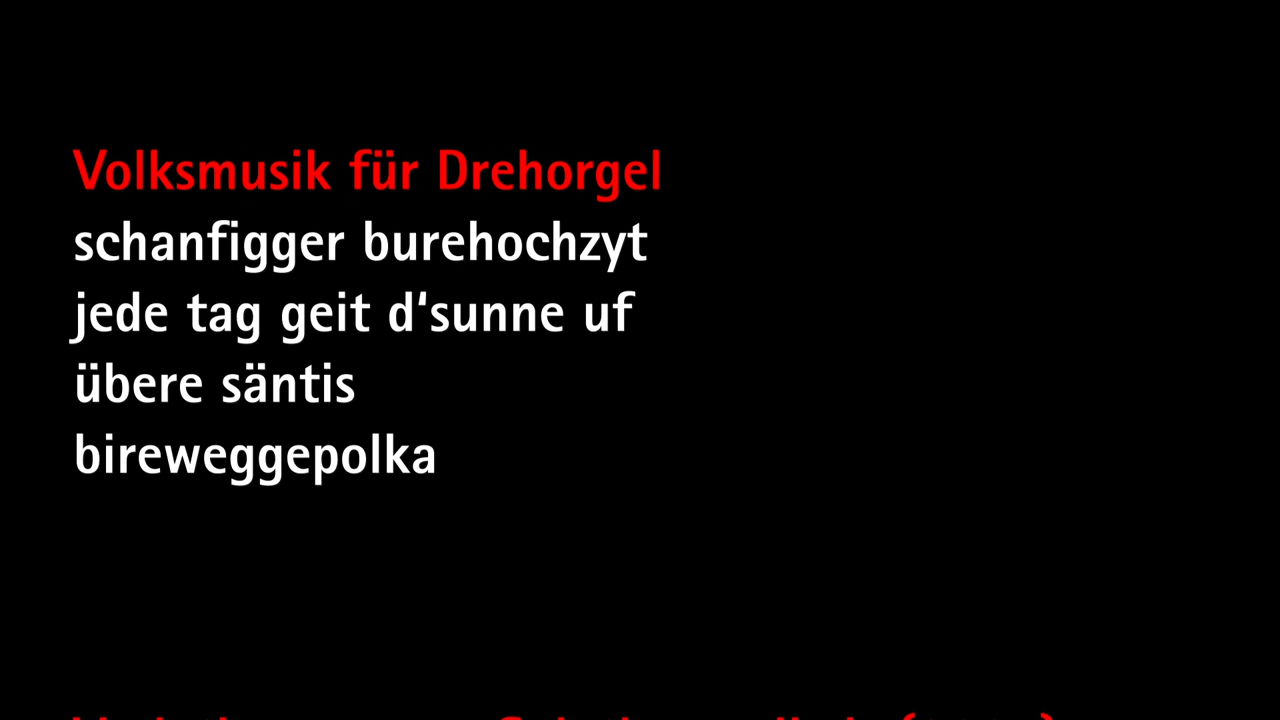 Volksmusik für Drehorgel
schanfigger burehochzyt
jede tag geit d‘sunne uf
übere säntis
bireweggepolka